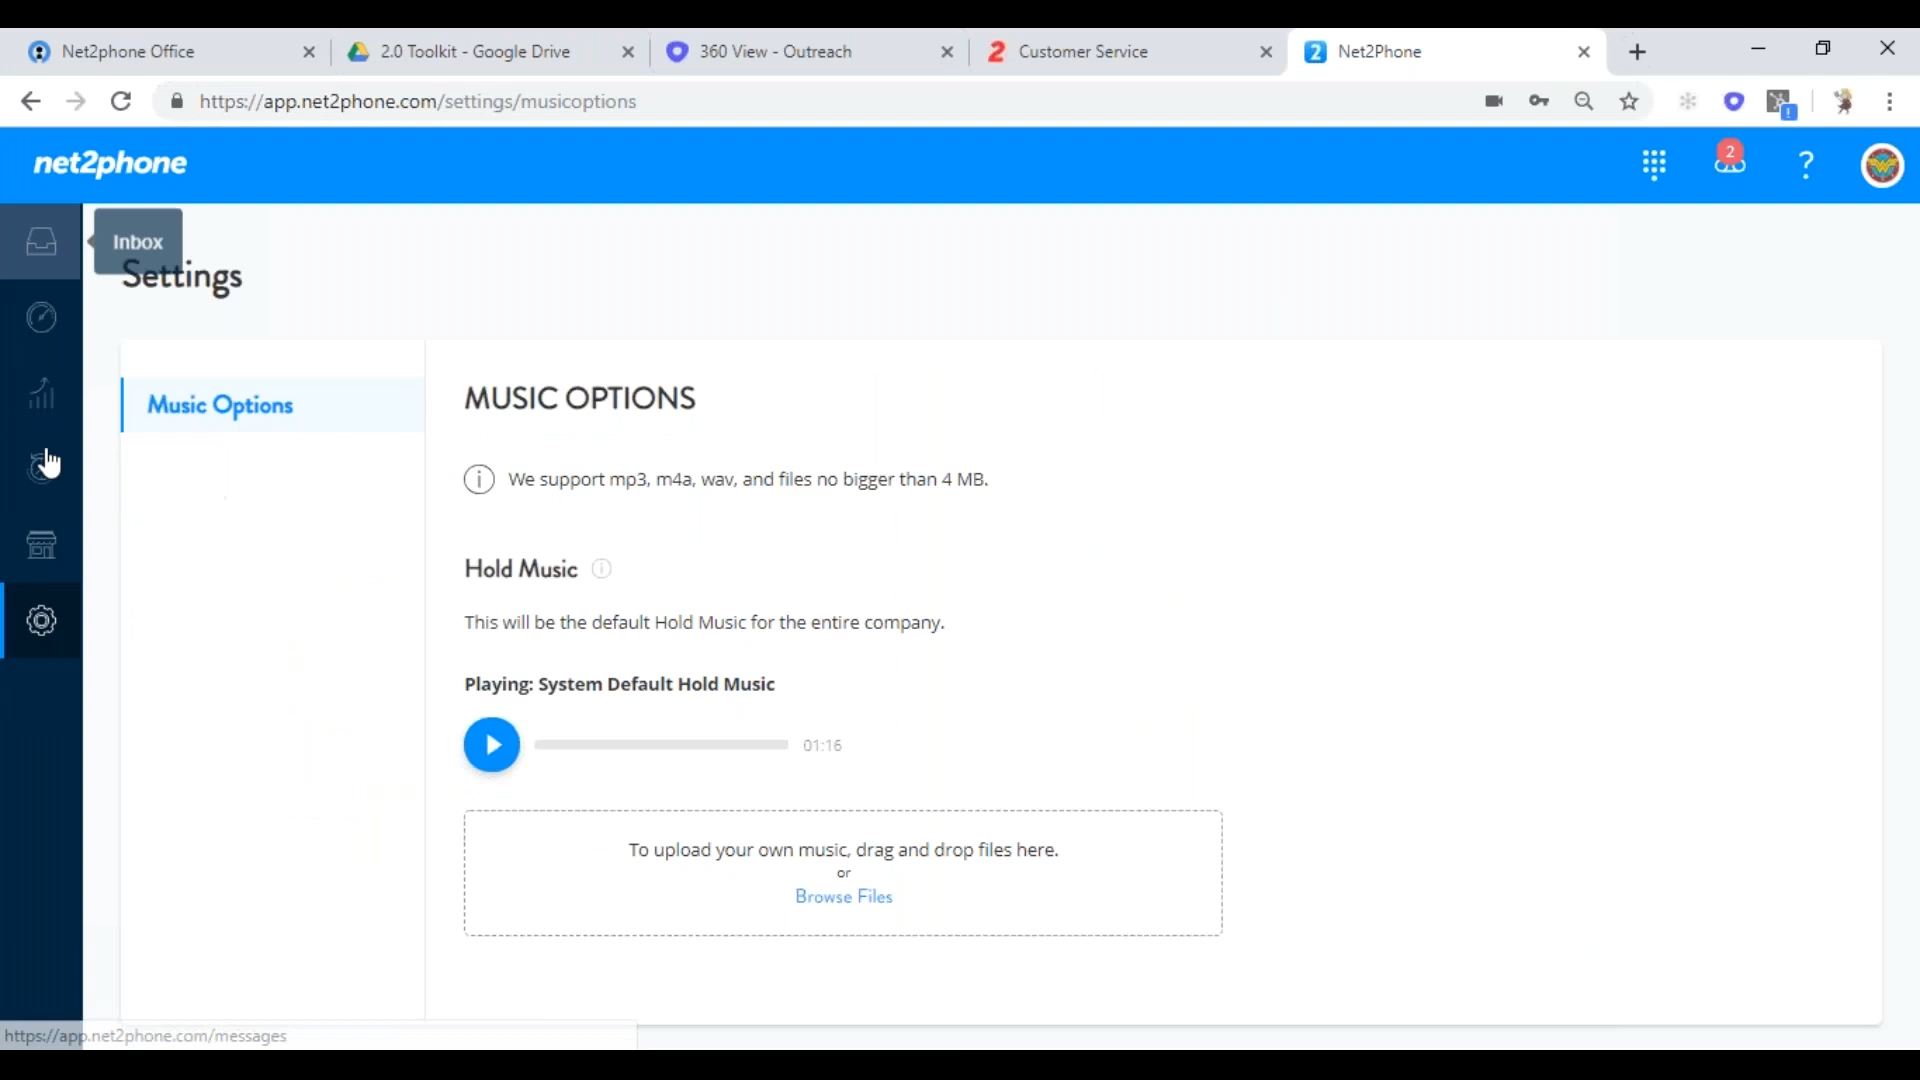 Net2phone Office
2.0 Toolkit - Google Drive
360 View - Outreach
2 Customer Service
2 Net2Phone
https://app.net2phone.com/settings/musicoptions
!
net2phone
2
?
Inbox
Settings
Music Options
MUSIC OPTIONS
We support mp3, m4a, wav, and files no bigger than 4 MB.
Hold Music
This will be the default Hold Music for the entire company.
Playing: System Default Hold Music
01:16
To upload your own music, drag and drop files here.
or
Browse Files
https://app.net2phone.com/messages